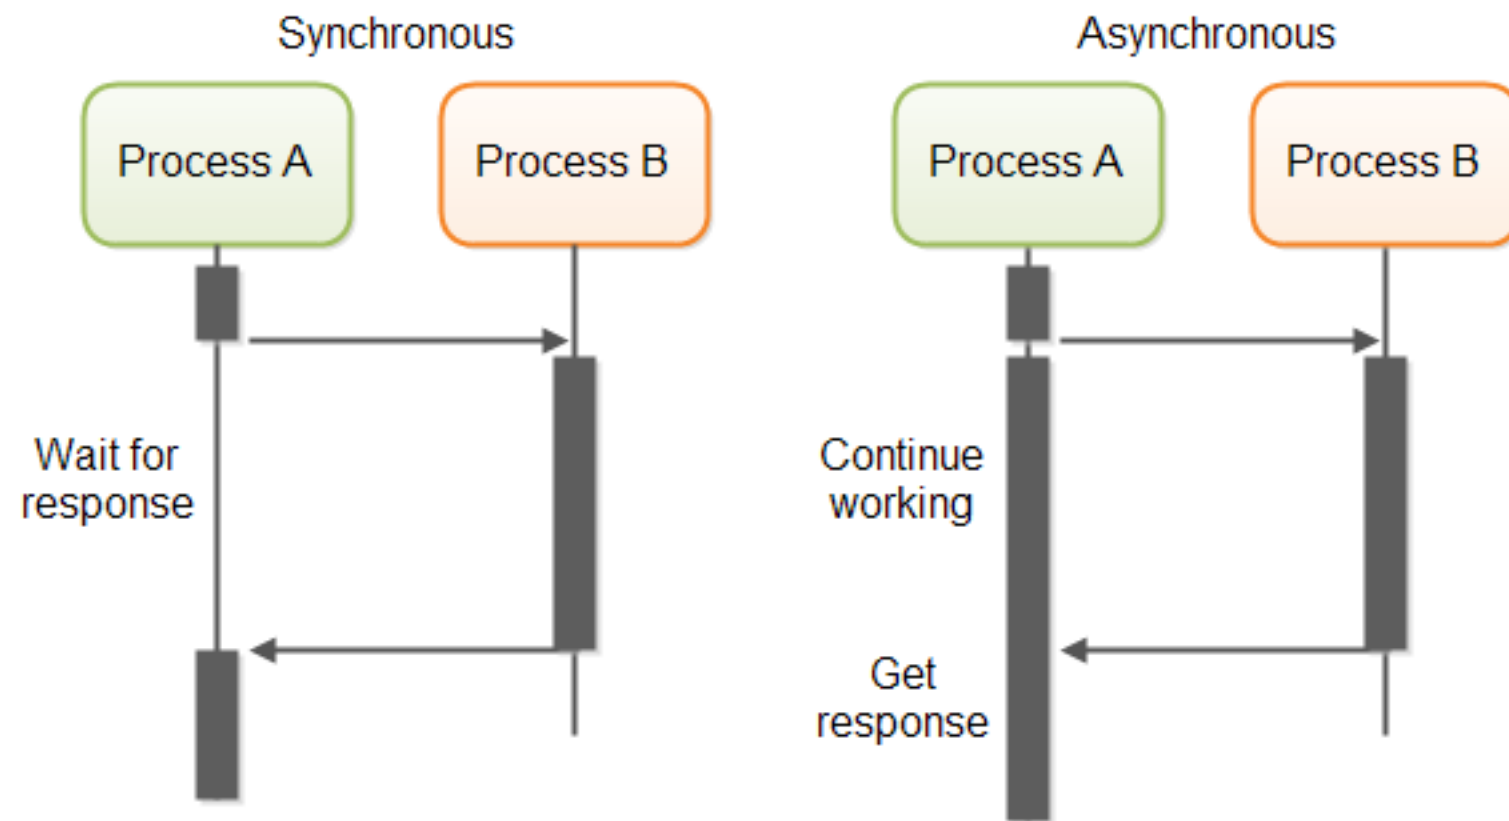 Synchronous
Process A
Process B
Wait for
response
Asynchronous
Process A
Process B
Continue
working
Get
response